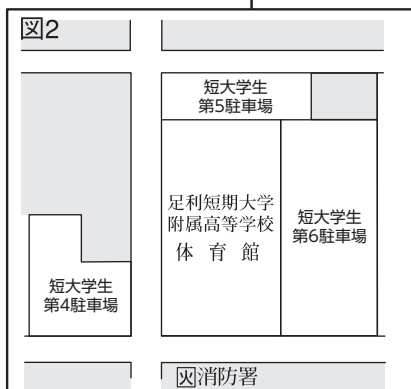 図2
短大学生
第5駐車場
足利短期大学
附属高等学校
体育館
短大学生
第6駐車場
短大学生
第4駐車場
火消防署